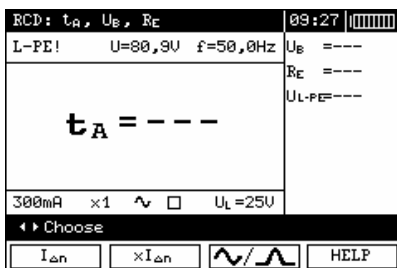 RCD: tA, UB, RE 09:27
L-PE! U=80,9V f=50,0Hz
UB =---
RE =---
UL-PE=---
tA = ---
300mA ×1 ∿ □ UL=25V
Choose
IΔn ×IΔn HELP